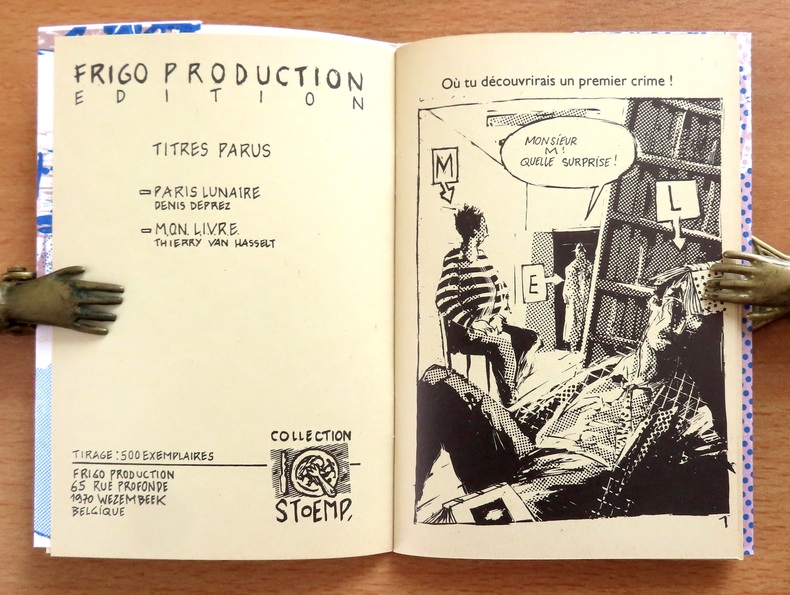 FRIGO PRODUCTION
EDITION
TITRES PARUS
PARIS LUNAIRE
DENIS DEPREZ
M.O.N. L.I.V.R.E.
THIERRY VAN HASSELT
TIRAGE : 500 EXEMPLAIRES
FRIGO PRODUCTION
65 RUE PROFONDE
1970 WEZEMBEEK
BELGIQUE
COLLECTION
STOEMP.
Où tu découvrirais un premier crime !
MONSIEUR
M !
QUELLE SURPRISE !
M
L
E
1